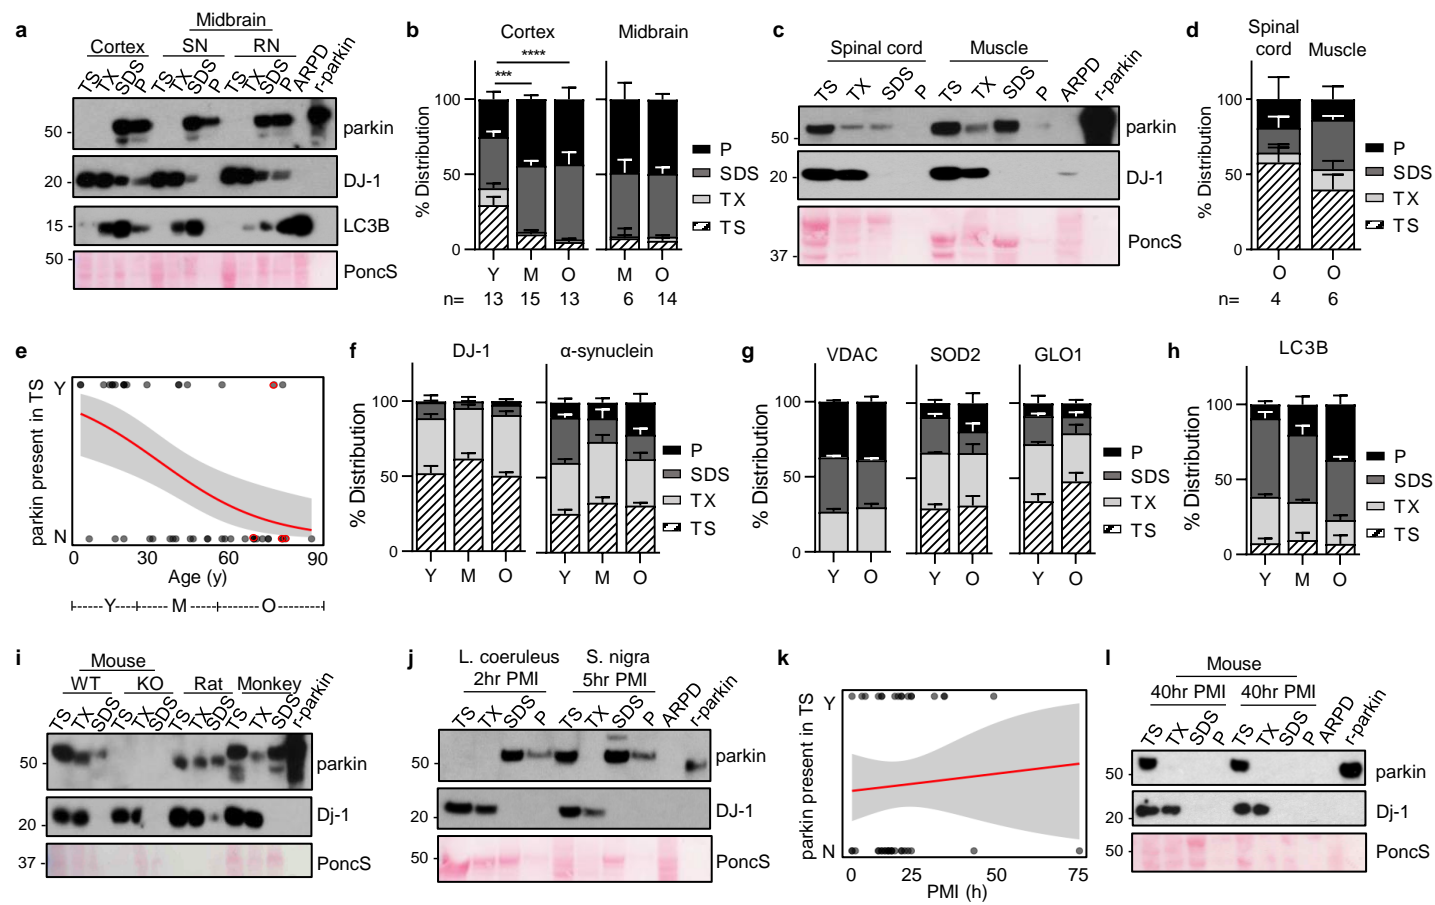 a
Midbrain
Cortex SN RN
TS TX SDS P TS TX SDS P TS TX SDS P ARPD r-parkin
50 parkin
20 DJ-1
15 LC3B
50 PoncS
b
Cortex Midbrain
**** 
***
% Distribution
100
50
0
P
SDS
TX
TS
Y M O M O
n= 13 15 13 6 14
c
Spinal cord Muscle
TS TX SDS P TS TX SDS P ARPD r-parkin
50 parkin
20 DJ-1
37 PoncS
d
Spinal
cord Muscle
% Distribution
100
50
0
P
SDS
TX
TS
O O
n= 4 6
e
parkin present in TS
Y
N
0 30 60 90
Age (y)
Y M O
f
DJ-1 α-synuclein
% Distribution
100
50
0
P
SDS
TX
TS
Y M O Y M O
g
VDAC SOD2 GLO1
% Distribution
100
50
0
P
SDS
TX
TS
Y O Y O Y O
h
LC3B
% Distribution
100
50
0
P
SDS
TX
TS
Y M O
i
Mouse
WT KO Rat Monkey
TS TX SDS TS TX SDS TS TX SDS TS TX SDS r-parkin
50 parkin
20 Dj-1
37 PoncS
j
L. coeruleus S. nigra
2hr PMI 5hr PMI
TS TX SDS P TS TX SDS P ARPD r-parkin
50 parkin
20 DJ-1
50 PoncS
k
parkin present in TS
Y
N
0 25 50 75
PMI (h)
l
Mouse
40hr PMI 40hr PMI
TS TX SDS P TS TX SDS P ARPD r-parkin
50 parkin
20 Dj-1
50 PoncS